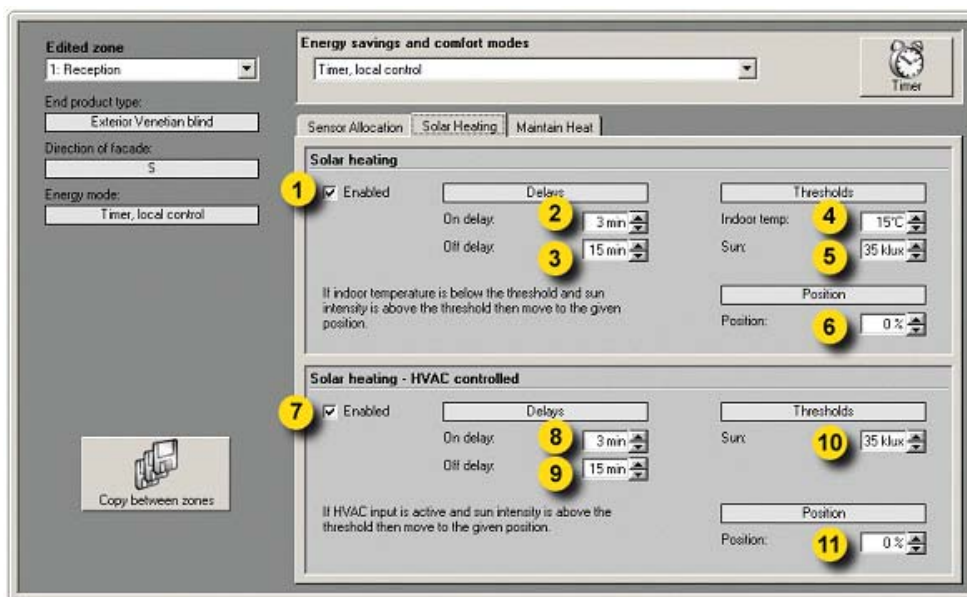 Edited zone
1: Reception
End product type:
Exterior Venetian blind
Direction of facade:
S
Energy mode:
Timer, local control
Copy between zones
Energy savings and comfort modes
Timer, local control
Timer
Sensor Allocation
Solar Heating
Maintain Heat
Solar heating
1
Enabled
Delays
Thresholds
On delay:
2
3 min
Indoor temp:
4
15°C
Off delay:
3
15 min
Sun:
5
35 klux
If indoor temperature is below the threshold and sun
intensity is above the threshold then move to the given
position.
Position
Position:
6
0 %
Solar heating - HVAC controlled
7
Enabled
Delays
Thresholds
On delay:
8
3 min
Sun:
10
35 klux
Off delay:
9
15 min
If HVAC input is active and sun intensity is above the
threshold then move to the given position.
Position
Position:
11
0 %